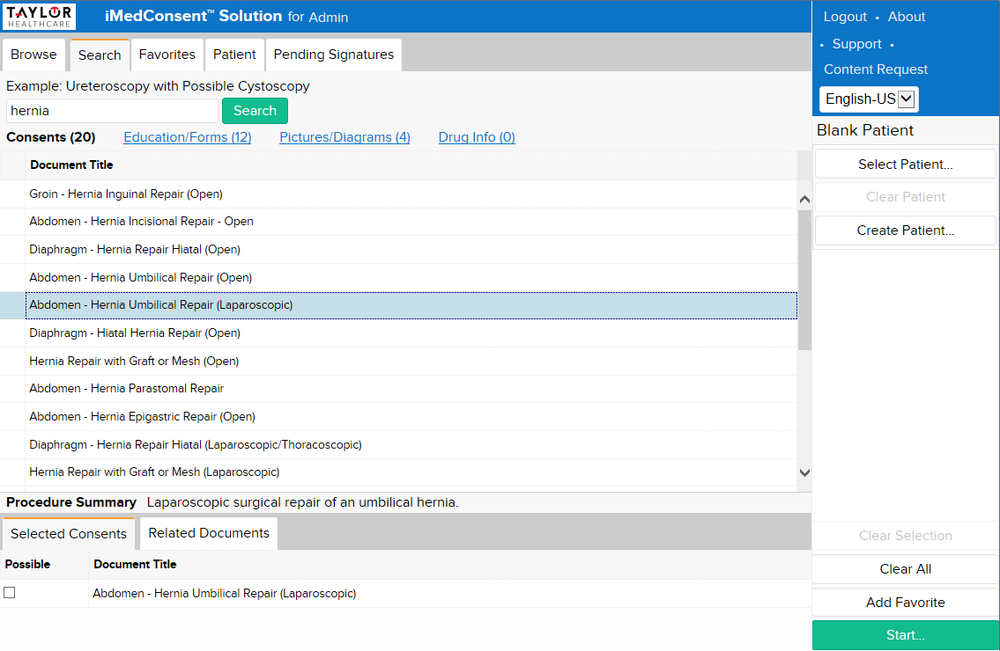 TAYLOR
HEALTHCARE
iMedConsent™ Solution for Admin
Logout • About
• Support •
Content Request
English-US
Browse
Search
Favorites
Patient
Pending Signatures
Example: Ureteroscopy with Possible Cystoscopy
hernia
Search
Consents (20)
Education/Forms (12)
Pictures/Diagrams (4)
Drug Info (0)
Document Title
Groin - Hernia Inguinal Repair (Open)
Abdomen - Hernia Incisional Repair - Open
Diaphragm - Hernia Repair Hiatal (Open)
Abdomen - Hernia Umbilical Repair (Open)
Abdomen - Hernia Umbilical Repair (Laparoscopic)
Diaphragm - Hiatal Hernia Repair (Open)
Hernia Repair with Graft or Mesh (Open)
Abdomen - Hernia Parastomal Repair
Abdomen - Hernia Epigastric Repair (Open)
Diaphragm - Hernia Repair Hiatal (Laparoscopic/Thoracoscopic)
Hernia Repair with Graft or Mesh (Laparoscopic)
Procedure Summary Laparoscopic surgical repair of an umbilical hernia.
Selected Consents
Related Documents
Possible
Document Title
Abdomen - Hernia Umbilical Repair (Laparoscopic)
Blank Patient
Select Patient...
Clear Patient
Create Patient...
Clear Selection
Clear All
Add Favorite
Start...